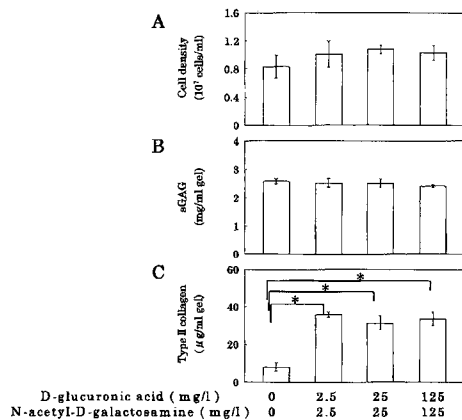 A
Cell density
(10⁷ cells/ml)
1.6
1.2
0.8
0.4
0
B
sGAG
(mg/ml gel)
4
3
2
1
0
C
Type II collagen
(μg/ml gel)
60
40
20
0
*
*
*
D-glucuronic acid ( mg/l) 0 2.5 25 125
N-acetyl-D-galactosamine ( mg/l) 0 2.5 25 125